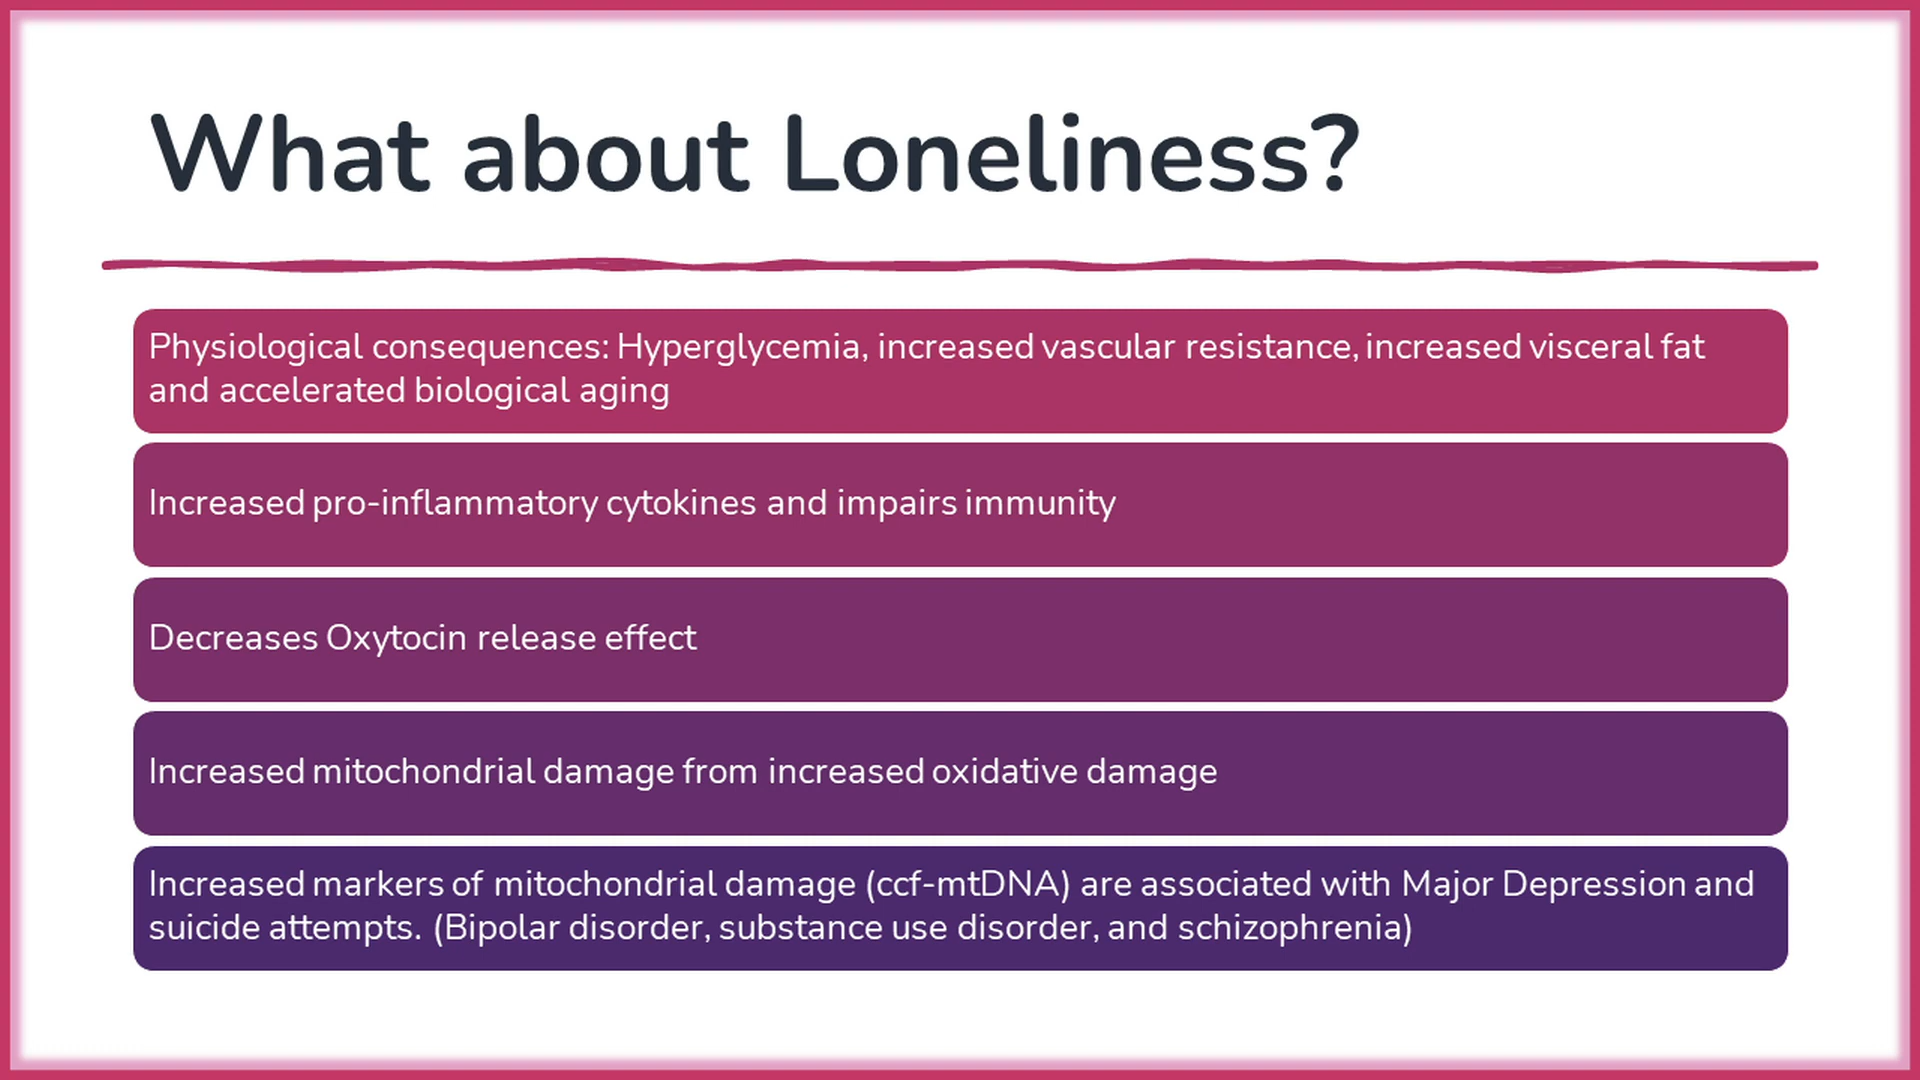 What about Loneliness?
Physiological consequences: Hyperglycemia, increased vascular resistance, increased visceral fat
and accelerated biological aging
Increased pro-inflammatory cytokines and impairs immunity
Decreases Oxytocin release effect
Increased mitochondrial damage from increased oxidative damage
Increased markers of mitochondrial damage (ccf-mtDNA) are associated with Major Depression and
suicide attempts. (Bipolar disorder, substance use disorder, and schizophrenia)